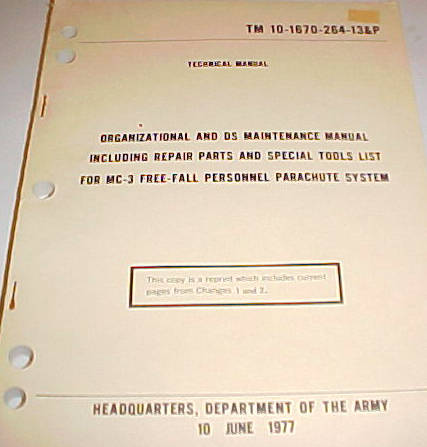 TM 10-1670-264-13&P
TECHNICAL MANUAL
ORGANIZATIONAL AND DS MAINTENANCE MANUAL
INCLUDING REPAIR PARTS AND SPECIAL TOOLS LIST
FOR MC-3 FREE-FALL PERSONNEL PARACHUTE SYSTEM
This copy is a reprint which includes current
pages from Changes 1 and 2.
HEADQUARTERS, DEPARTMENT OF THE ARMY
10 JUNE 1977